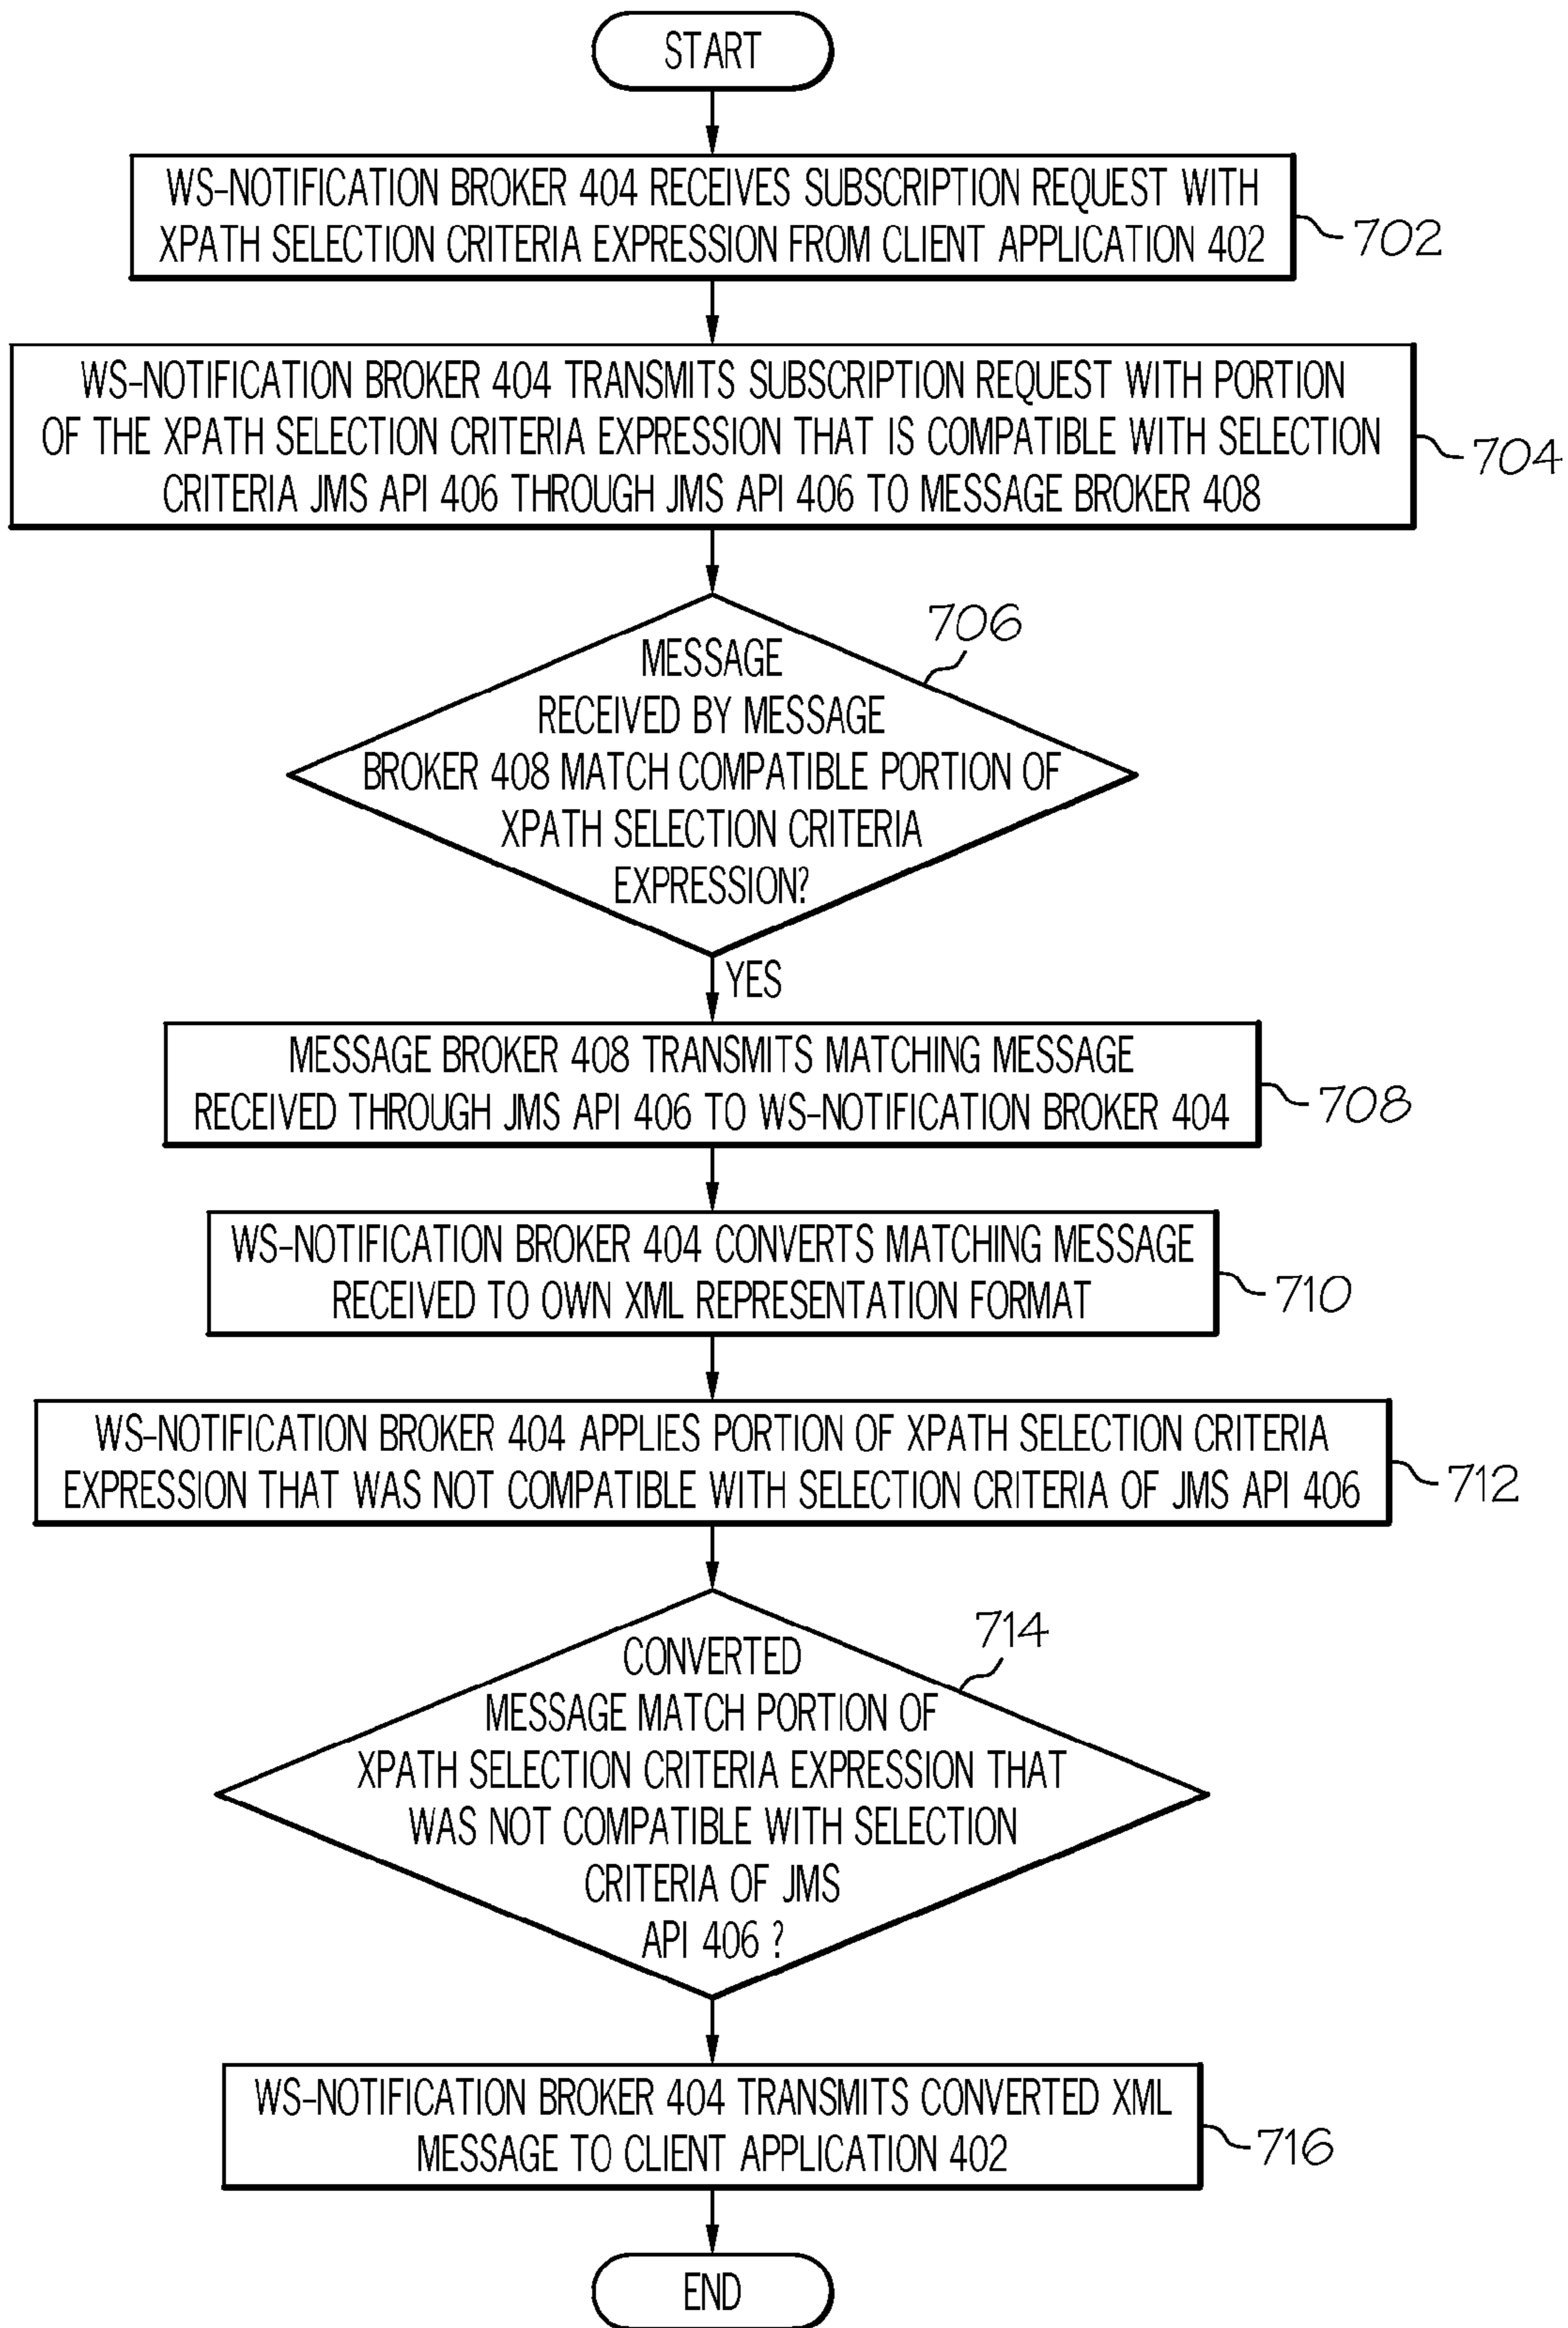 START
WS-NOTIFICATION BROKER 404 RECEIVES SUBSCRIPTION REQUEST WITH
XPATH SELECTION CRITERIA EXPRESSION FROM CLIENT APPLICATION 402
702
WS-NOTIFICATION BROKER 404 TRANSMITS SUBSCRIPTION REQUEST WITH PORTION
OF THE XPATH SELECTION CRITERIA EXPRESSION THAT IS COMPATIBLE WITH SELECTION
CRITERIA JMS API 406 THROUGH JMS API 406 TO MESSAGE BROKER 408
704
706
MESSAGE
RECEIVED BY MESSAGE
BROKER 408 MATCH COMPATIBLE PORTION OF
XPATH SELECTION CRITERIA
EXPRESSION?
YES
MESSAGE BROKER 408 TRANSMITS MATCHING MESSAGE
RECEIVED THROUGH JMS API 406 TO WS-NOTIFICATION BROKER 404
708
WS-NOTIFICATION BROKER 404 CONVERTS MATCHING MESSAGE
RECEIVED TO OWN XML REPRESENTATION FORMAT
710
WS-NOTIFICATION BROKER 404 APPLIES PORTION OF XPATH SELECTION CRITERIA
EXPRESSION THAT WAS NOT COMPATIBLE WITH SELECTION CRITERIA OF JMS API 406
712
714
CONVERTED
MESSAGE MATCH PORTION OF
XPATH SELECTION CRITERIA EXPRESSION THAT
WAS NOT COMPATIBLE WITH SELECTION
CRITERIA OF JMS
API 406 ?
WS-NOTIFICATION BROKER 404 TRANSMITS CONVERTED XML
MESSAGE TO CLIENT APPLICATION 402
716
END